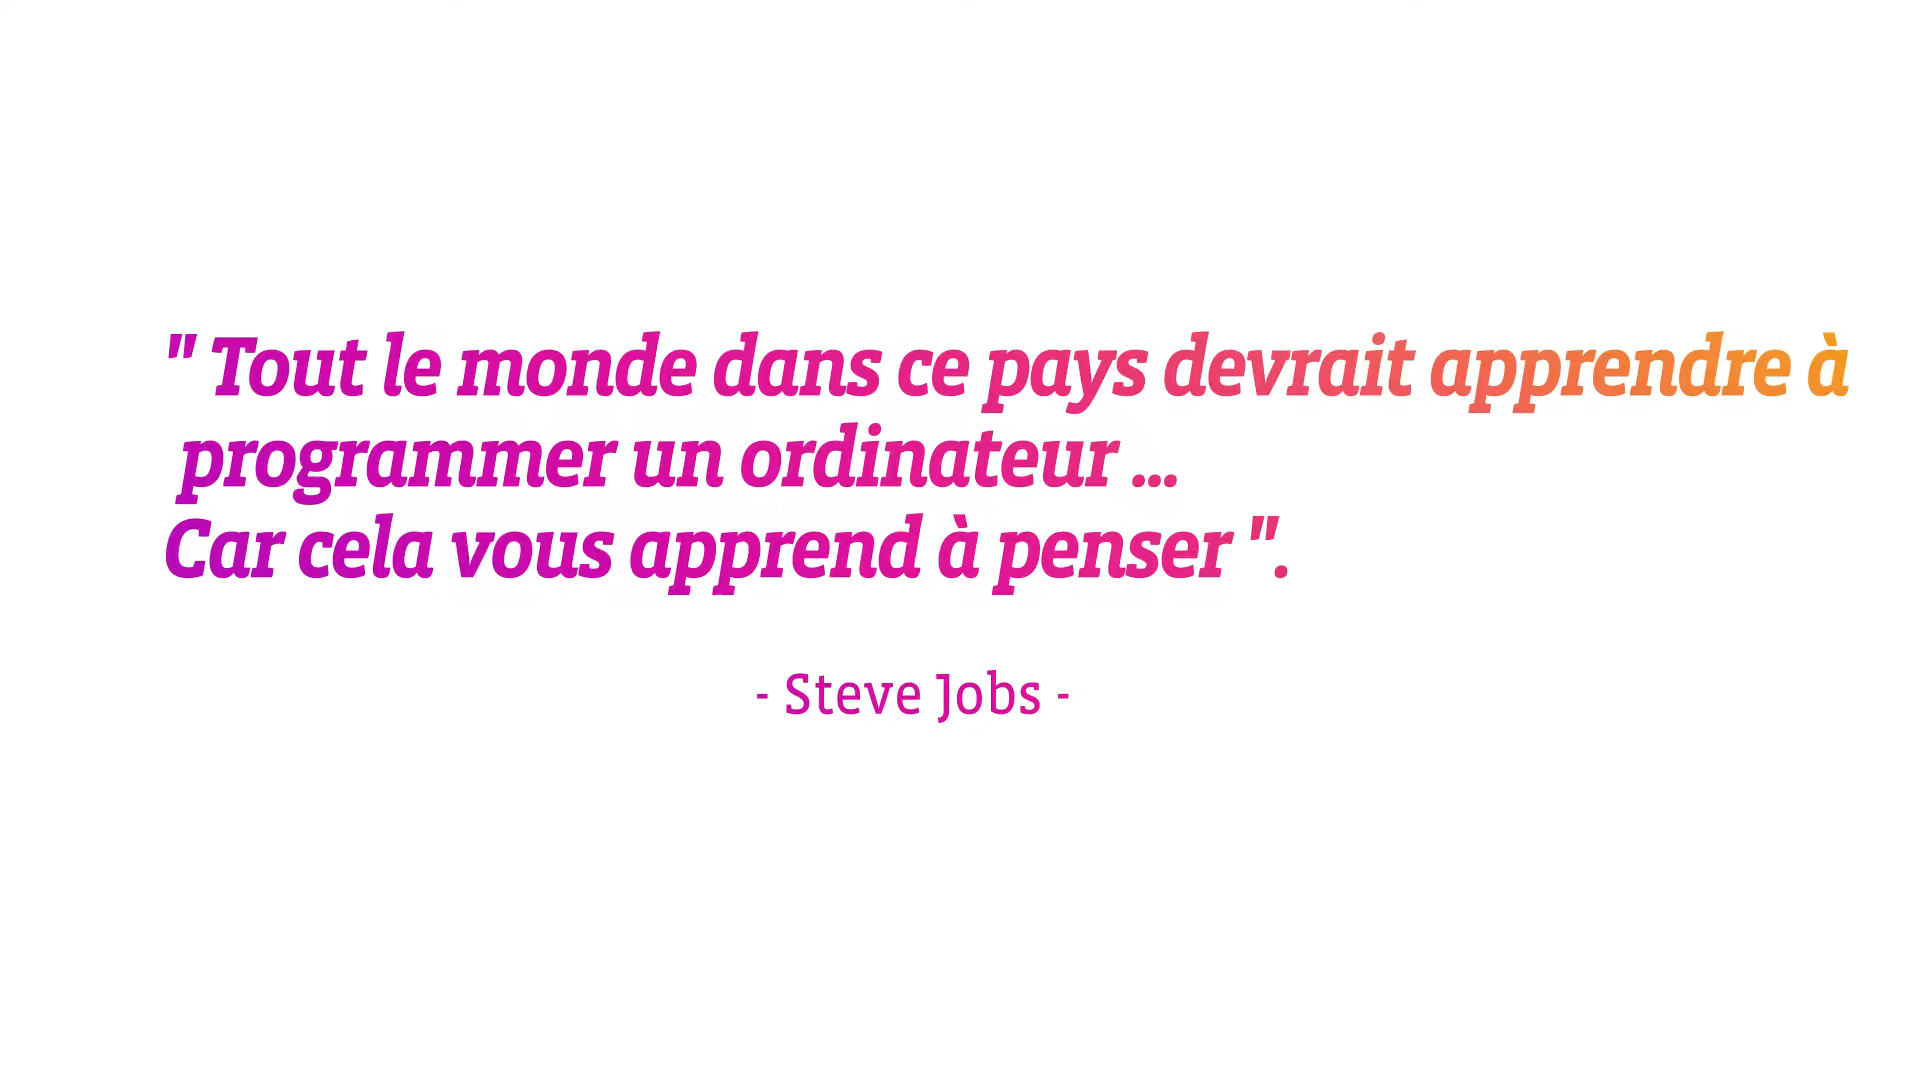 " Tout le monde dans ce pays devrait apprendre à
programmer un ordinateur ...
Car cela vous apprend à penser ".
- Steve Jobs -